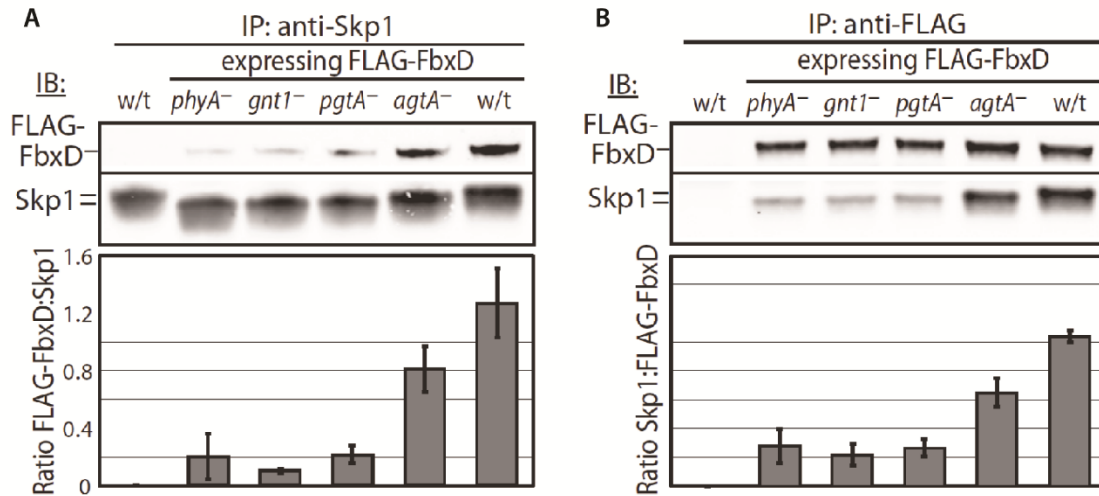 A
IP: anti-Skp1
expressing FLAG-FbxD
IB:
w/t phyA⁻ gnt1⁻ pgtA⁻ agtA⁻ w/t
FLAG-
FbxD
Skp1
Ratio FLAG-FbxD:Skp1
1.6
1.2
0.8
0.4
0
B
IP: anti-FLAG
expressing FLAG-FbxD
IB:
w/t phyA⁻ gnt1⁻ pgtA⁻ agtA⁻ w/t
FLAG-
FbxD
Skp1
Ratio Skp1:FLAG-FbxD